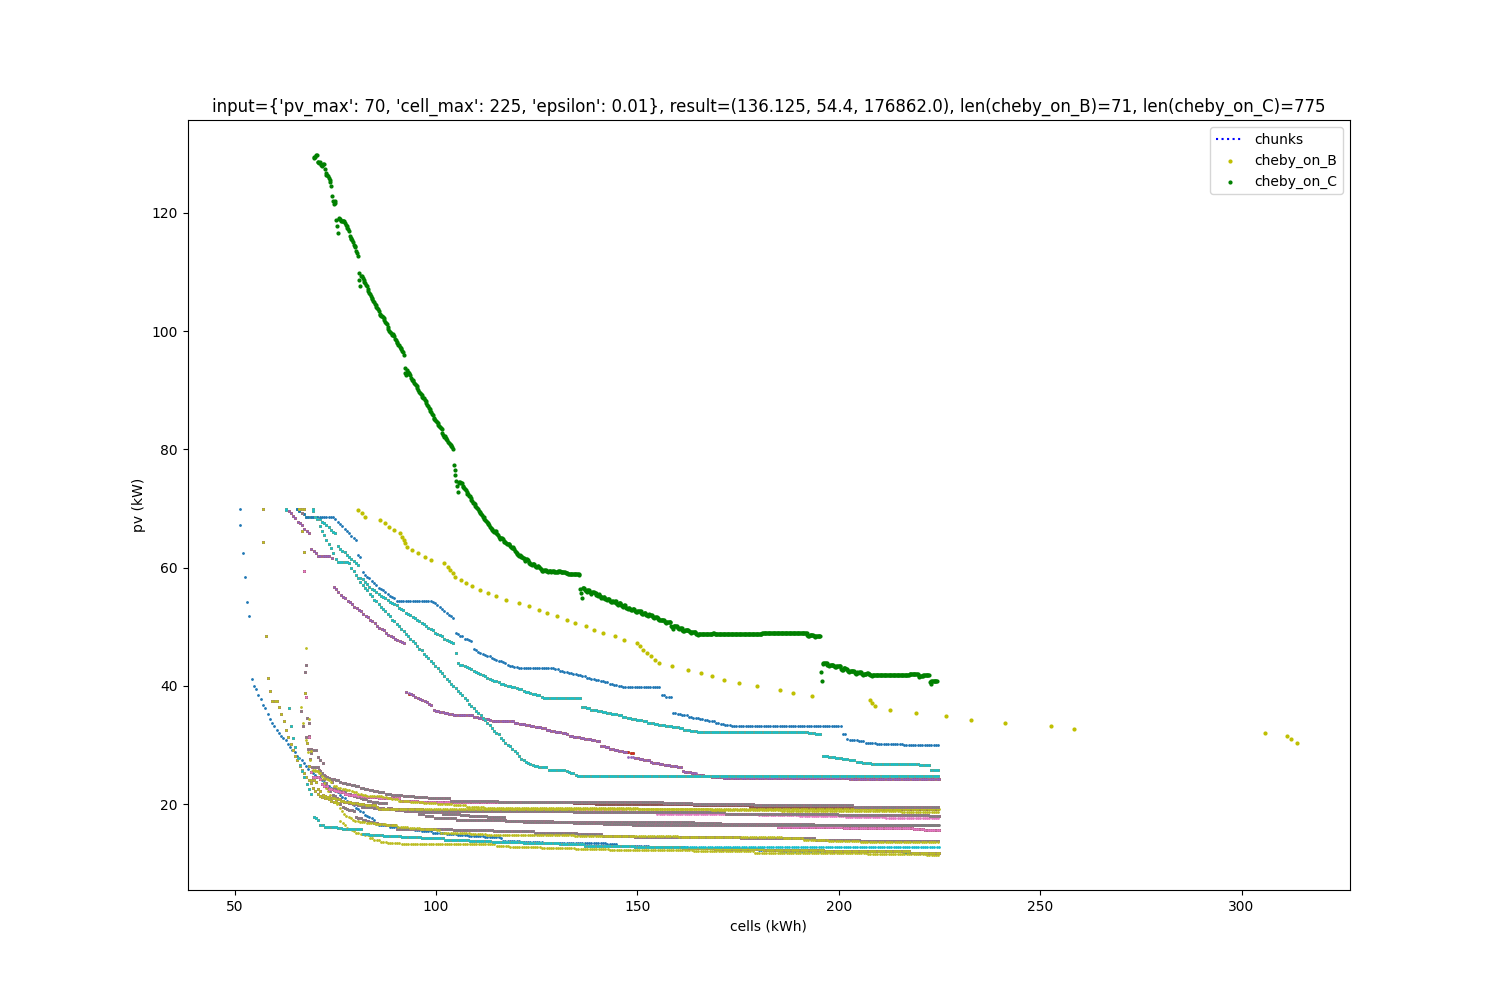 input={'pv_max': 70, 'cell_max': 225, 'epsilon': 0.01}, result=(136.125, 54.4, 176862.0), len(cheby_on_B)=71, len(cheby_on_C)=775
chunks
cheby_on_B
cheby_on_C
120
100
80
60
40
20
pv (kW)
50 100 150 200 250 300
cells (kWh)